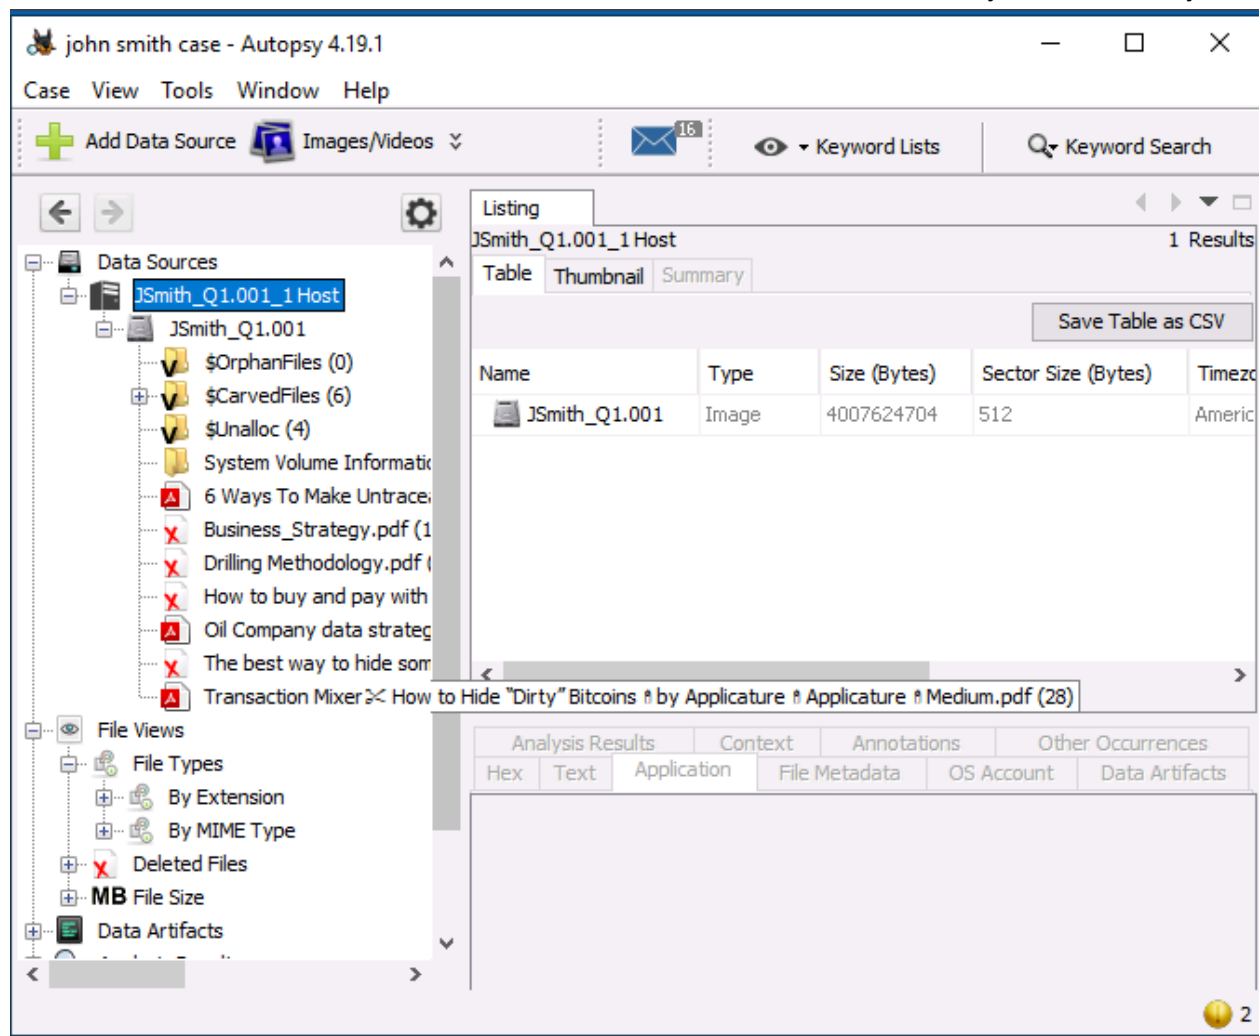 john smith case - Autopsy 4.19.1
Case View Tools Window Help
Add Data Source Images/Videos 16 Keyword Lists Keyword Search
Data Sources
JSmith_Q1.001_1 Host
JSmith_Q1.001
$OrphanFiles (0)
$CarvedFiles (6)
$Unalloc (4)
System Volume Informatic
6 Ways To Make Untracea
Business_Strategy.pdf (1
Drilling Methodology.pdf (
How to buy and pay with
Oil Company data strateg
The best way to hide som
Transaction Mixer How to Hide “Dirty” Bitcoins by Applicature Applicature Medium.pdf (28)
File Views
File Types
By Extension
By MIME Type
Deleted Files
MB File Size
Data Artifacts
Listing
JSmith_Q1.001_1 Host 1 Results
Table Thumbnail Summary
Save Table as CSV
Name Type Size (Bytes) Sector Size (Bytes) Timezo
JSmith_Q1.001 Image 4007624704 512 Americ
Analysis Results Context Annotations Other Occurrences
Hex Text Application File Metadata OS Account Data Artifacts
2